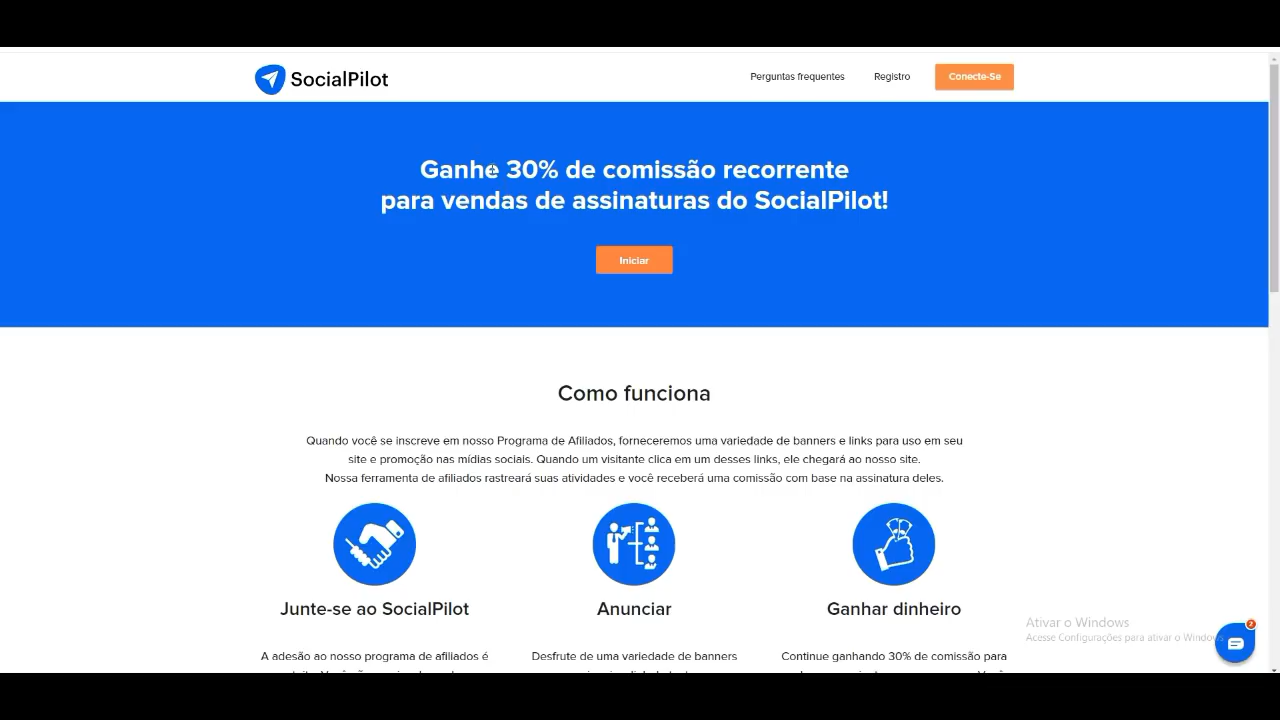 SocialPilot
Perguntas frequentes
Registro
Conecte-Se
Ganhe 30% de comissão recorrente
para vendas de assinaturas do SocialPilot!
Iniciar
Como funciona
Quando você se inscreve em nosso Programa de Afiliados, forneceremos uma variedade de banners e links para uso em seu
site e promoção nas mídias sociais. Quando um visitante clica em um desses links, ele chegará ao nosso site.
Nossa ferramenta de afiliados rastreará suas atividades e você receberá uma comissão com base na assinatura deles.
Junte-se ao SocialPilot
Anunciar
Ganhar dinheiro
A adesão ao nosso programa de afiliados é
Desfrute de uma variedade de banners
Continue ganhando 30% de comissão para
Ativar o Windows
Acesse Configurações para ativar o Windows
2